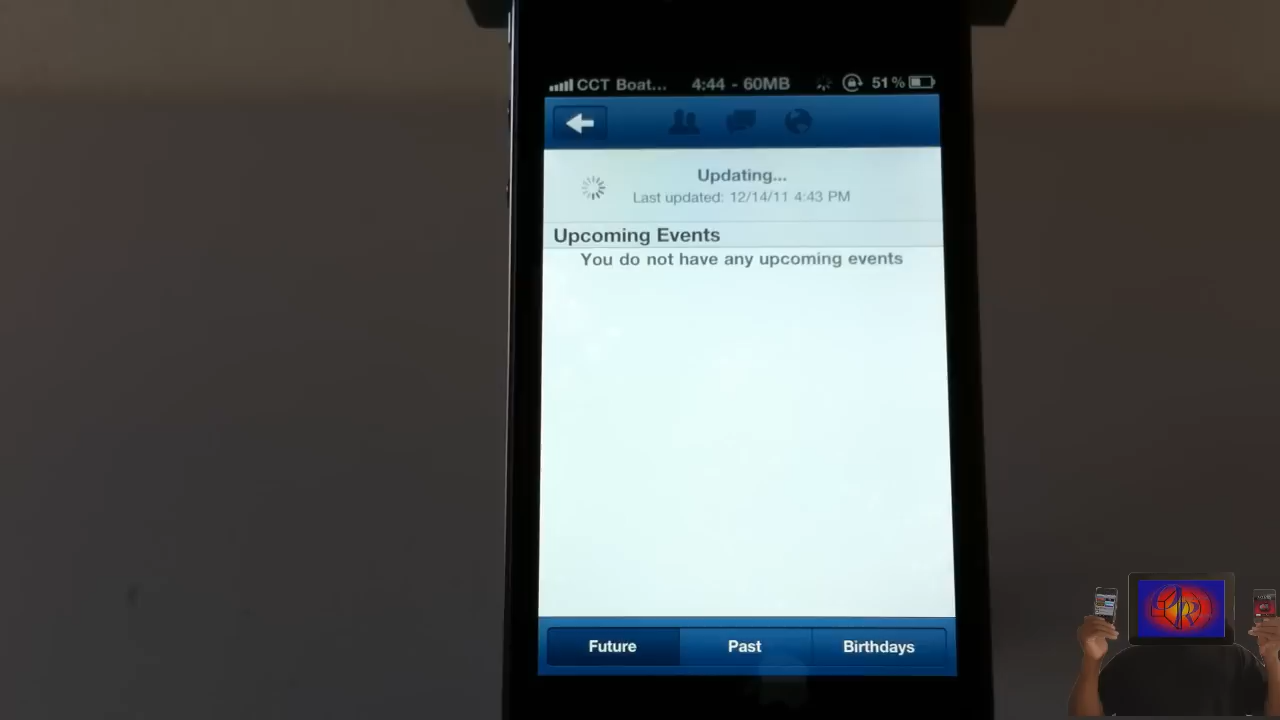 CCT Boat... 4:44 - 60MB 51%
Updating...
Last updated: 12/14/11 4:43 PM
Upcoming Events
You do not have any upcoming events
Future Past Birthdays